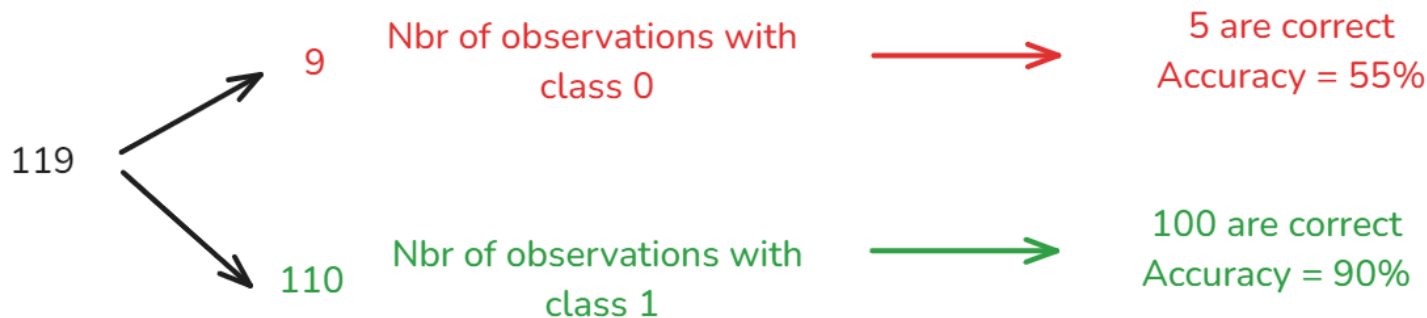 119
9
Nbr of observations with
class 0
5 are correct
Accuracy = 55%
110
Nbr of observations with
class 1
100 are correct
Accuracy = 90%